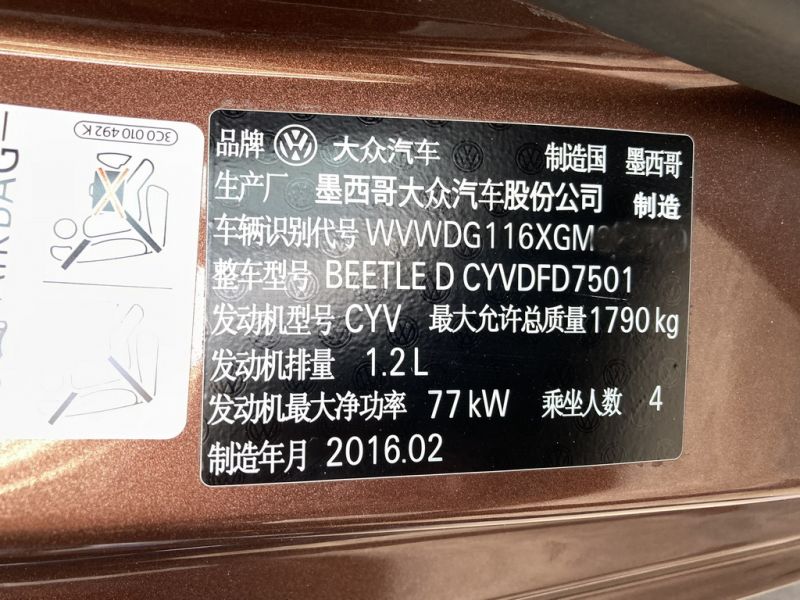 3C0 010 492 K
品牌 大众汽车 制造国 墨西哥
生产厂 墨西哥大众汽车股份公司 制造
车辆识别代号 WVWDG116XGM
整车型号 BEETLE D CYVDFD7501
发动机型号 CYV 最大允许总质量1790 kg
发动机排量 1.2 L
发动机最大净功率 77 kW 乘坐人数 4
制造年月 2016.02